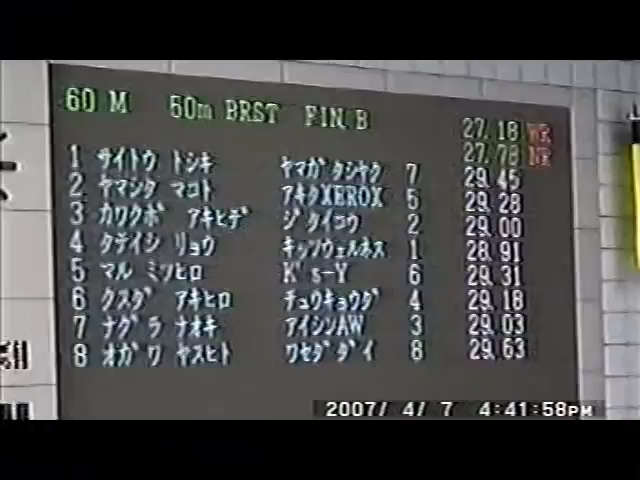 60 M 50m BRST FIN.B
27.18 WR
27.78 NR
1 サイトウ トシキ ヤマガタシヤク 7 29.45
2 ヤマシタ マコト アキタXEROX 5 29.28
3 カワクボ アキヒデ ジタイコウ 2 29.00
4 タテイシ リョウ キッツウェルネス 1 28.91
5 マル ミツヒロ K's-Y 6 29.31
6 クスダ アキヒロ チュウキョウダ 4 29.18
7 ナグラ ナオキ アイシンAW 3 29.03
8 オガワ ヤスヒト ワセダダイ 8 29.63
2007/ 4/ 7 4:41:58PM